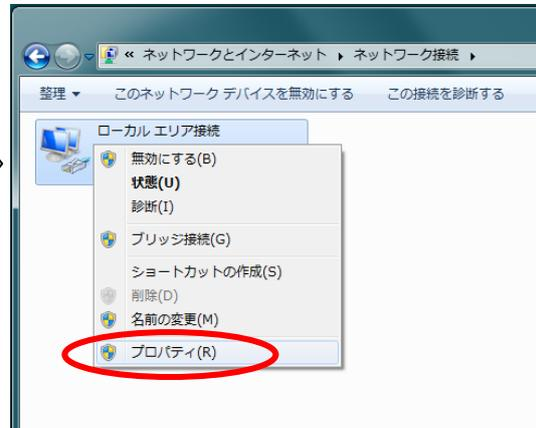 « ネットワークとインターネット ▸ ネットワーク接続 ▸
整理 ▼ このネットワーク デバイスを無効にする この接続を診断する
ローカル エリア接続
無効にする(B)
状態(U)
診断(I)
ブリッジ接続(G)
ショートカットの作成(S)
削除(D)
名前の変更(M)
プロパティ(R)